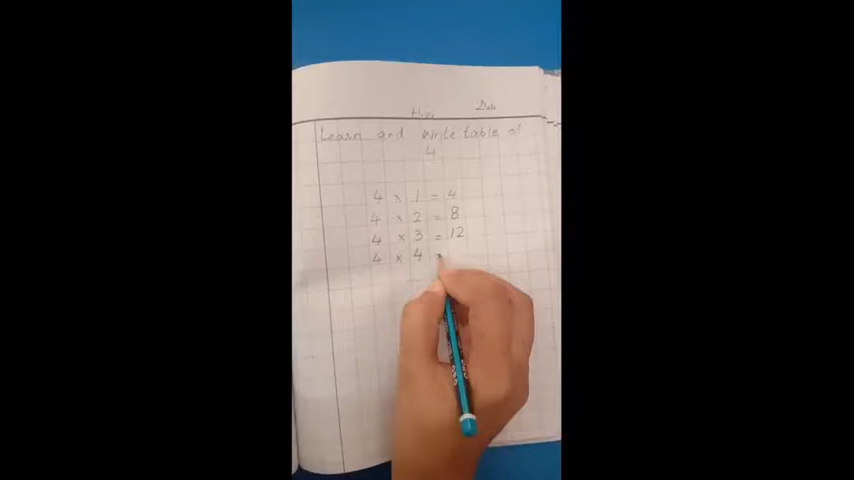 H.W Date
Learn and Write table of
4
4 × 1 = 4
4 × 2 = 8
4 × 3 = 12
4 × 4 =